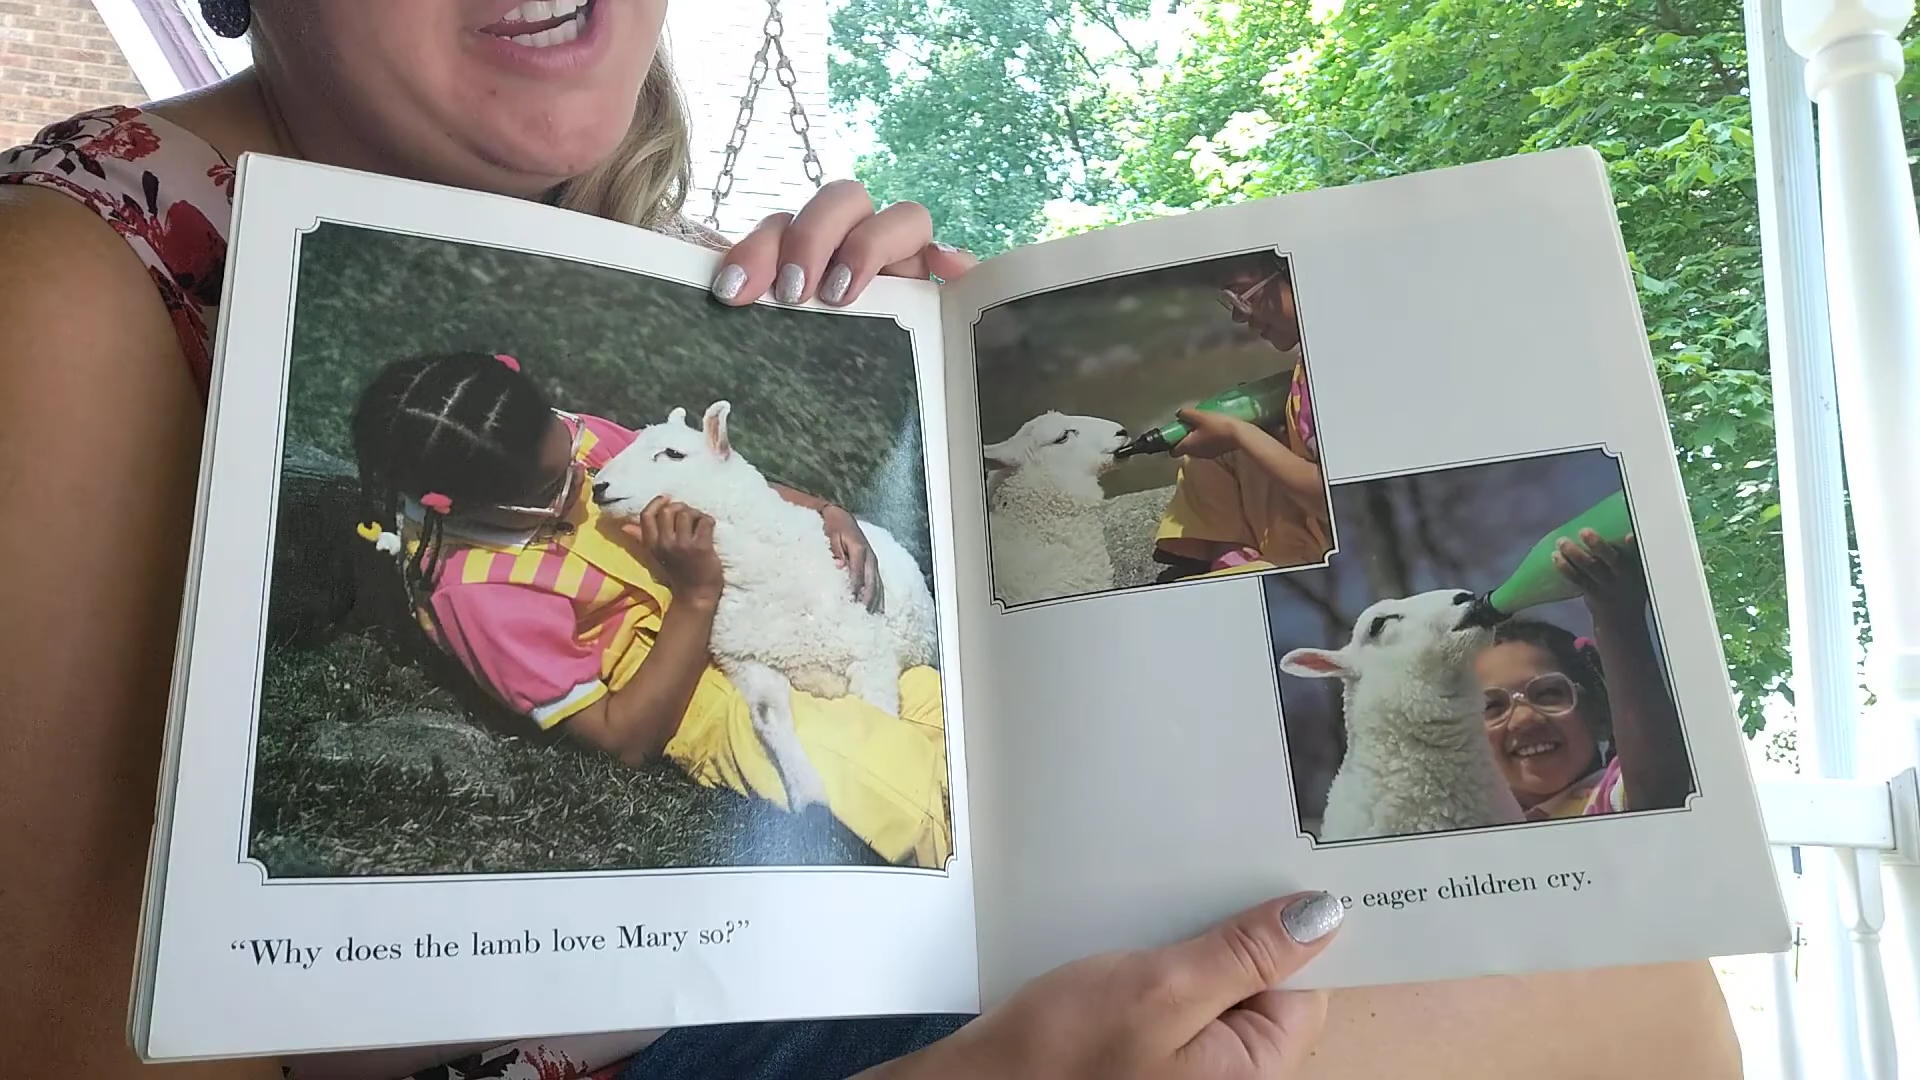 “Why does the lamb love Mary so?”
eager children cry.